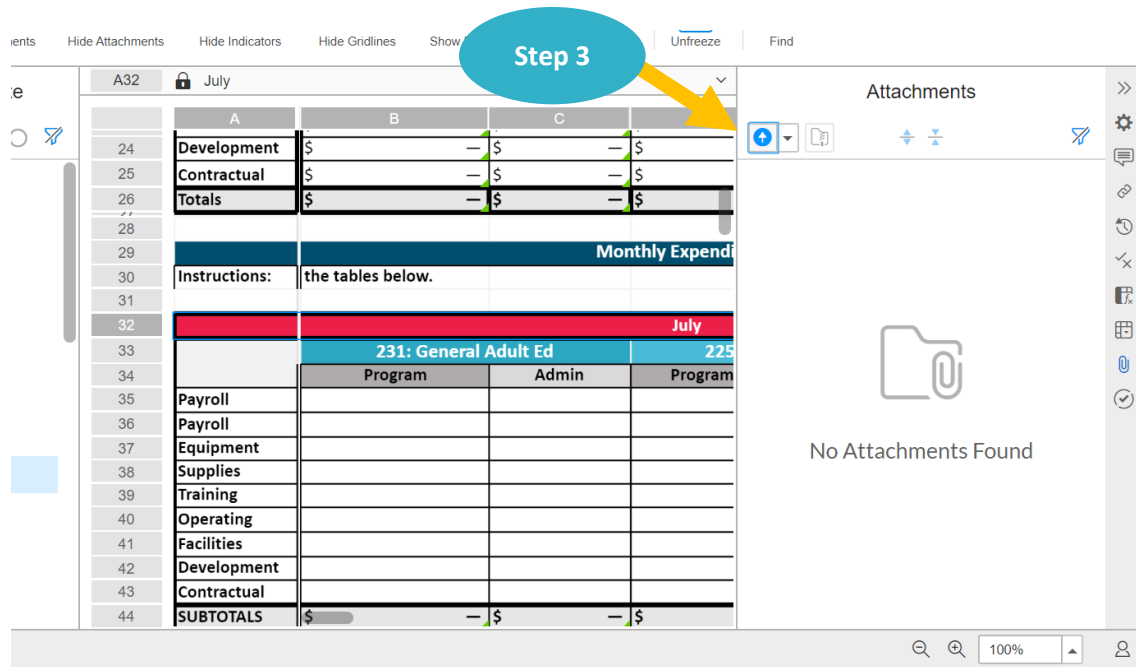 Hide Attachments Hide Indicators Hide Gridlines Show Unfreeze Find
Step 3
A32 July
Attachments
A B C
24 Development $ — $ — $
25 Contractual $ — $ — $
26 Totals $ — $ — $
28
29 Monthly Expendi
30 Instructions: the tables below.
31
32 July
33 231: General Adult Ed 225
34 Program Admin Program
35 Payroll
36 Payroll
37 Equipment
38 Supplies
39 Training
40 Operating
41 Facilities
42 Development
43 Contractual
44 SUBTOTALS $ — $ — $
No Attachments Found
100%